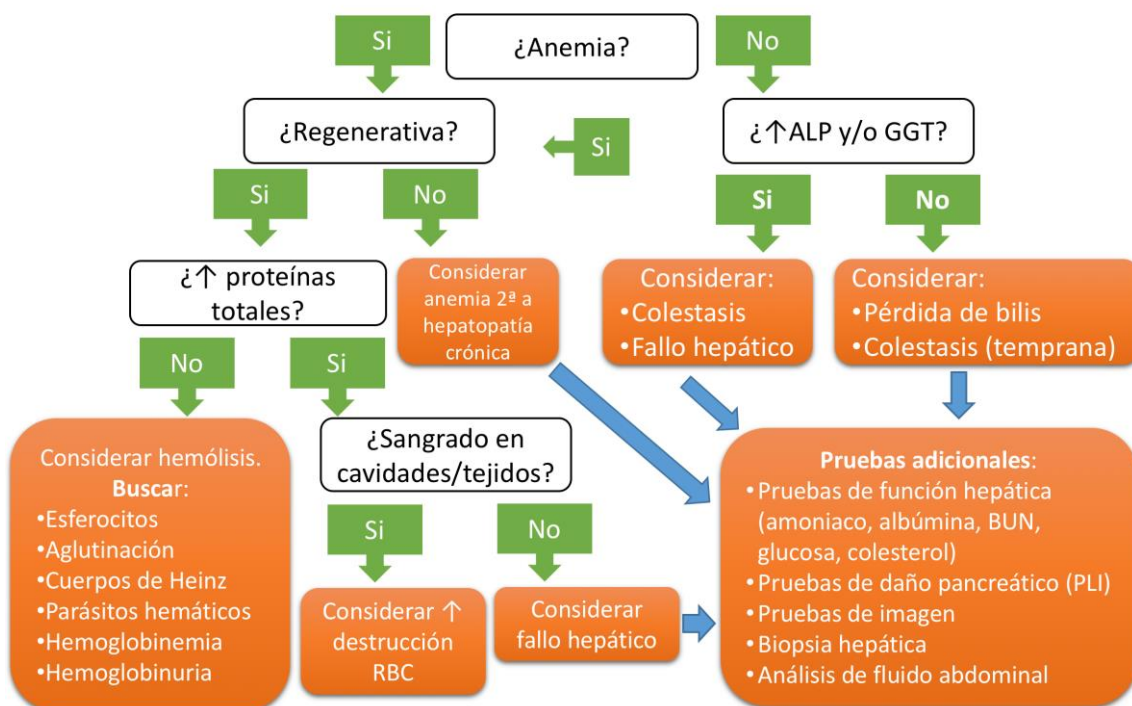 Si
¿Anemia?
No
¿Regenerativa?
Si
¿↑ALP y/o GGT?
Si
No
Si
No
¿↑ proteínas
totales?
Considerar
anemia 2ª a
hepatopatía
crónica
Considerar:
•Colestasis
•Fallo hepático
Considerar:
•Pérdida de bilis
•Colestasis (temprana)
No
Si
Considerar hemólisis.
Buscar:
•Esferocitos
•Aglutinación
•Cuerpos de Heinz
•Parásitos hemáticos
•Hemoglobinemia
•Hemoglobinuria
¿Sangrado en
cavidades/tejidos?
Si
No
Considerar ↑
destrucción
RBC
Considerar
fallo hepático
Pruebas adicionales:
•Pruebas de función hepática
(amoniaco, albúmina, BUN,
glucosa, colesterol)
•Pruebas de daño pancreático (PLI)
•Pruebas de imagen
•Biopsia hepática
•Análisis de fluido abdominal